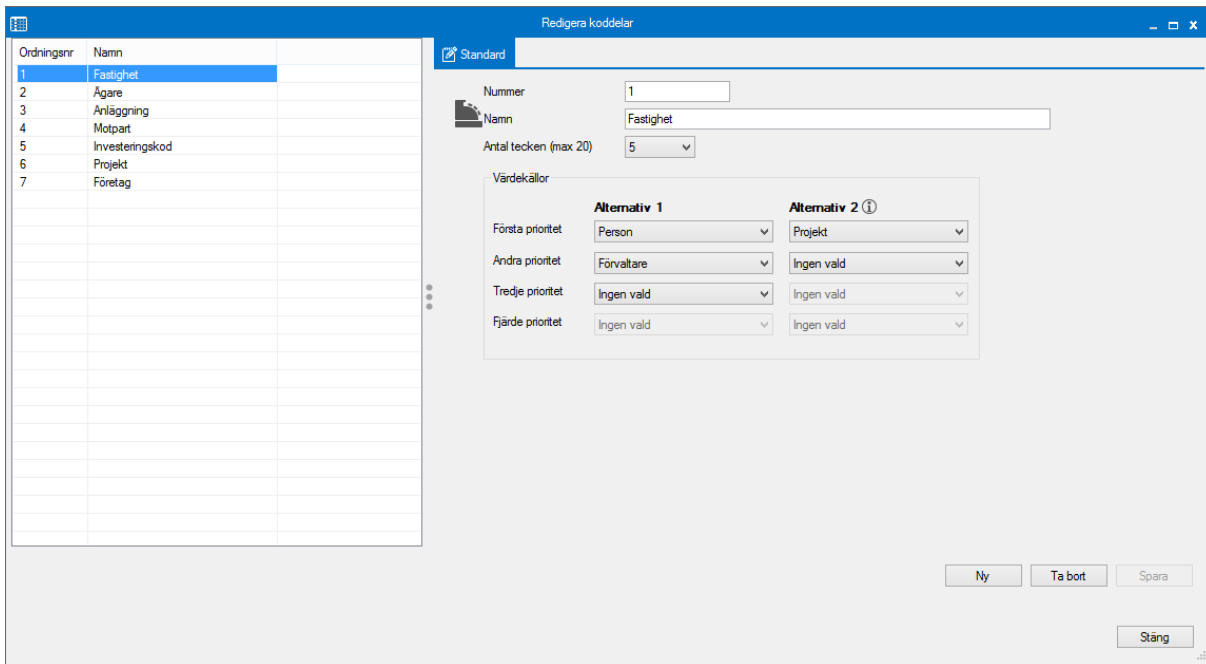 Redigera koddelar
Ordningsnr Namn
1 Fastighet
2 Ägare
3 Anläggning
4 Motpart
5 Investeringskod
6 Projekt
7 Företag
Standard
Nummer 1
Namn Fastighet
Antal tecken (max 20) 5
Värdekällor
Alternativ 1 Alternativ 2
Första prioritet Person Projekt
Andra prioritet Förvaltare Ingen vald
Tredje prioritet Ingen vald Ingen vald
Fjärde prioritet Ingen vald Ingen vald
Ny Ta bort Spara
Stäng